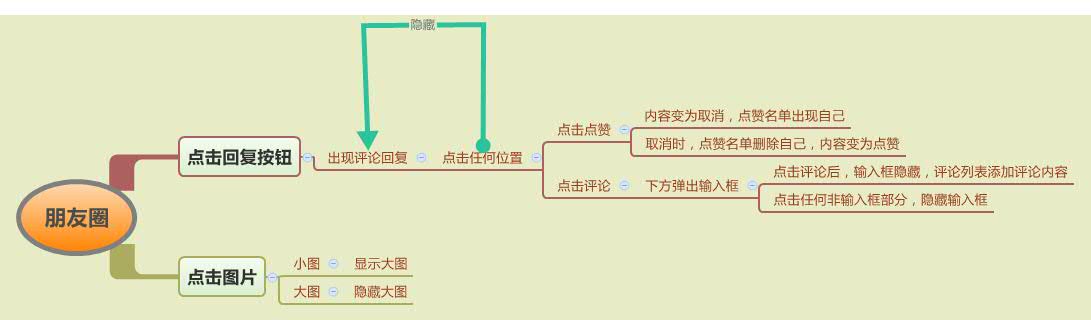 隐藏
内容变为取消，点赞名单出现自己
点击点赞
取消时，点赞名单删除自己，内容变为点赞
点击回复按钮
出现评论回复
点击任何位置
点击评论后，输入框隐藏，评论列表添加评论内容
点击评论
下方弹出输入框
点击任何非输入框部分，隐藏输入框
朋友圈
小图
显示大图
点击图片
大图
隐藏大图